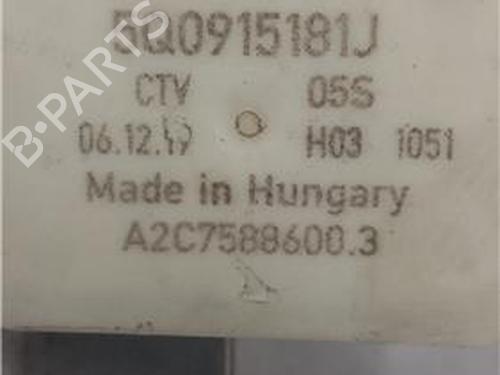 B-PARTS
5Q0915181J
CTV 05S
06.12.19 H03 1051
Made in Hungary
A2C7588600.3